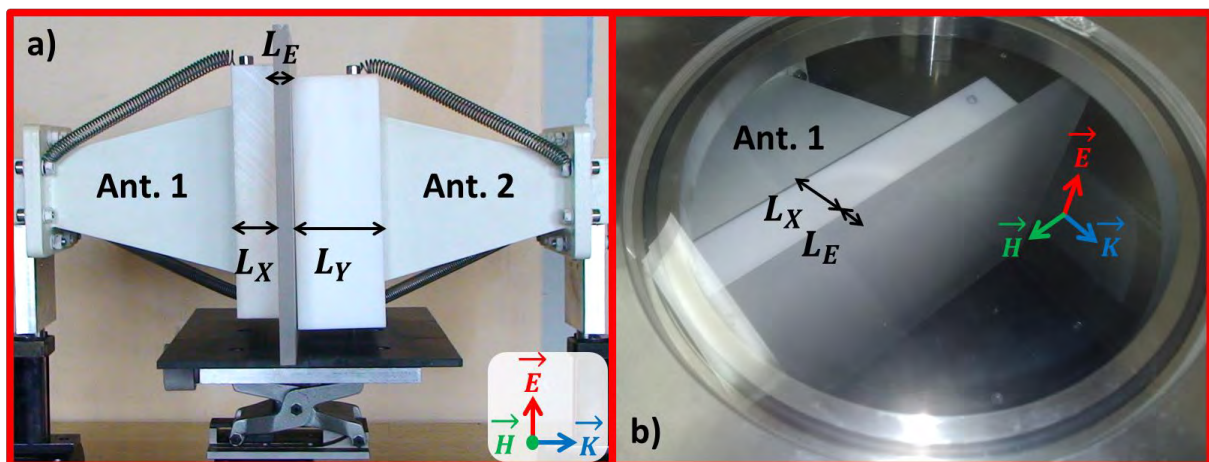 a)
L_E
Ant. 1
Ant. 2
L_X
L_Y
E
H
K
Ant. 1
L_X
L_E
E
H
K
b)